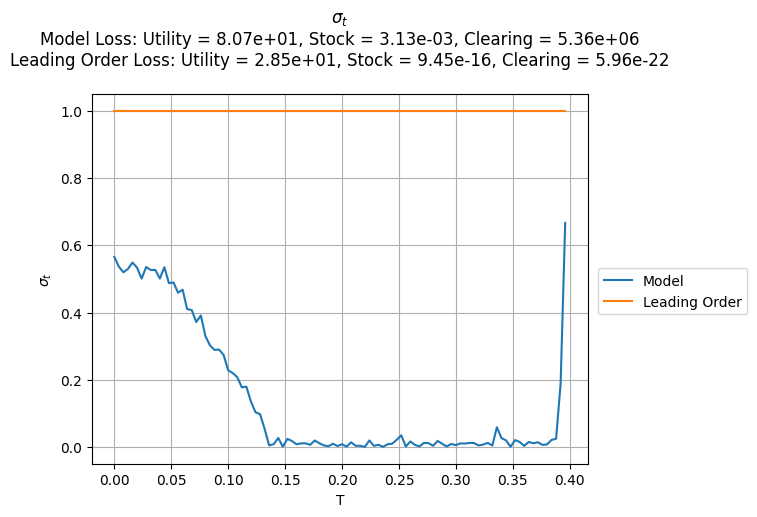 σₜ
Model Loss: Utility = 8.07e+01, Stock = 3.13e-03, Clearing = 5.36e+06
Leading Order Loss: Utility = 2.85e+01, Stock = 9.45e-16, Clearing = 5.96e-22
1.0
0.8
0.6
0.4
0.2
0.0
σₜ
0.00 0.05 0.10 0.15 0.20 0.25 0.30 0.35 0.40
T
Model
Leading Order